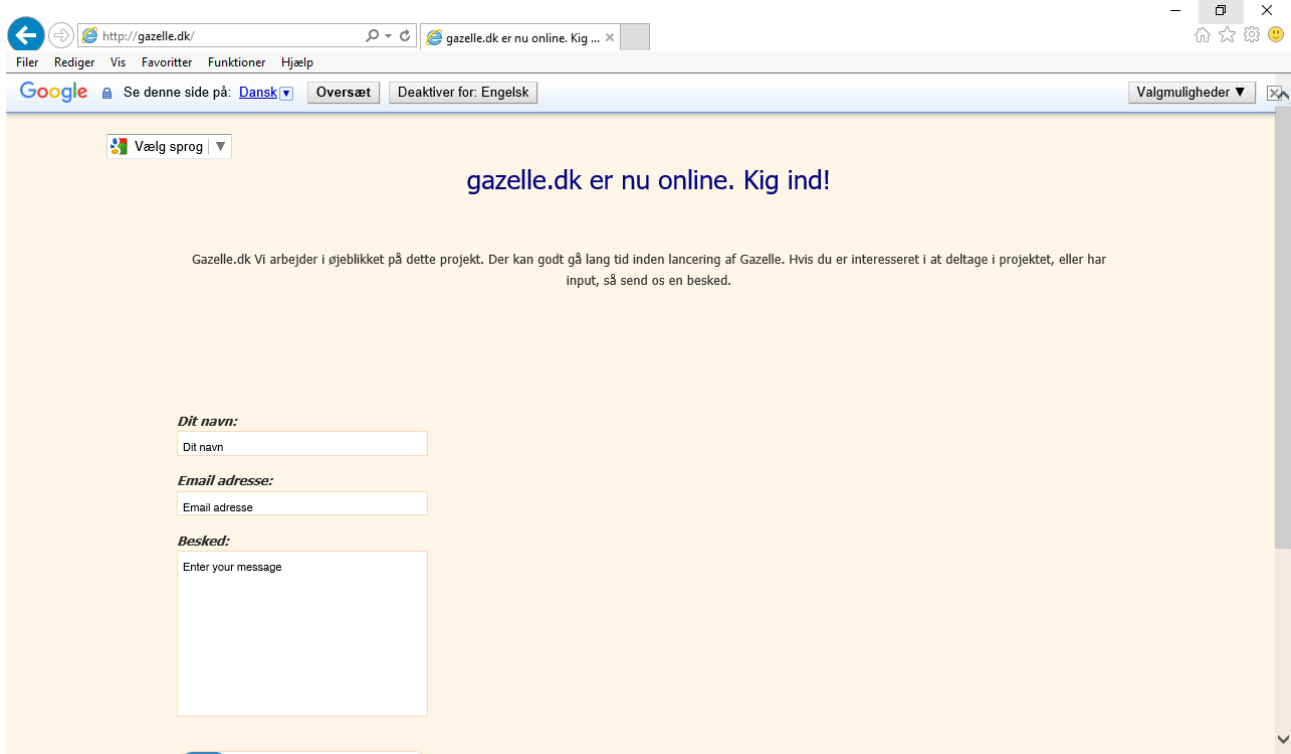 http://gazelle.dk/
gazelle.dk er nu online. Kig ...
Filer Rediger Vis Favoritter Funktioner Hjælp
Google Se denne side på: Dansk Oversæt Deaktiver for: Engelsk Valgmuligheder ▼
Vælg sprog ▼
gazelle.dk er nu online. Kig ind!
Gazelle.dk Vi arbejder i øjeblikket på dette projekt. Der kan godt gå lang tid inden lancering af Gazelle. Hvis du er interesseret i at deltage i projektet, eller har
input, så send os en besked.
Dit navn:
Dit navn
Email adresse:
Email adresse
Besked:
Enter your message